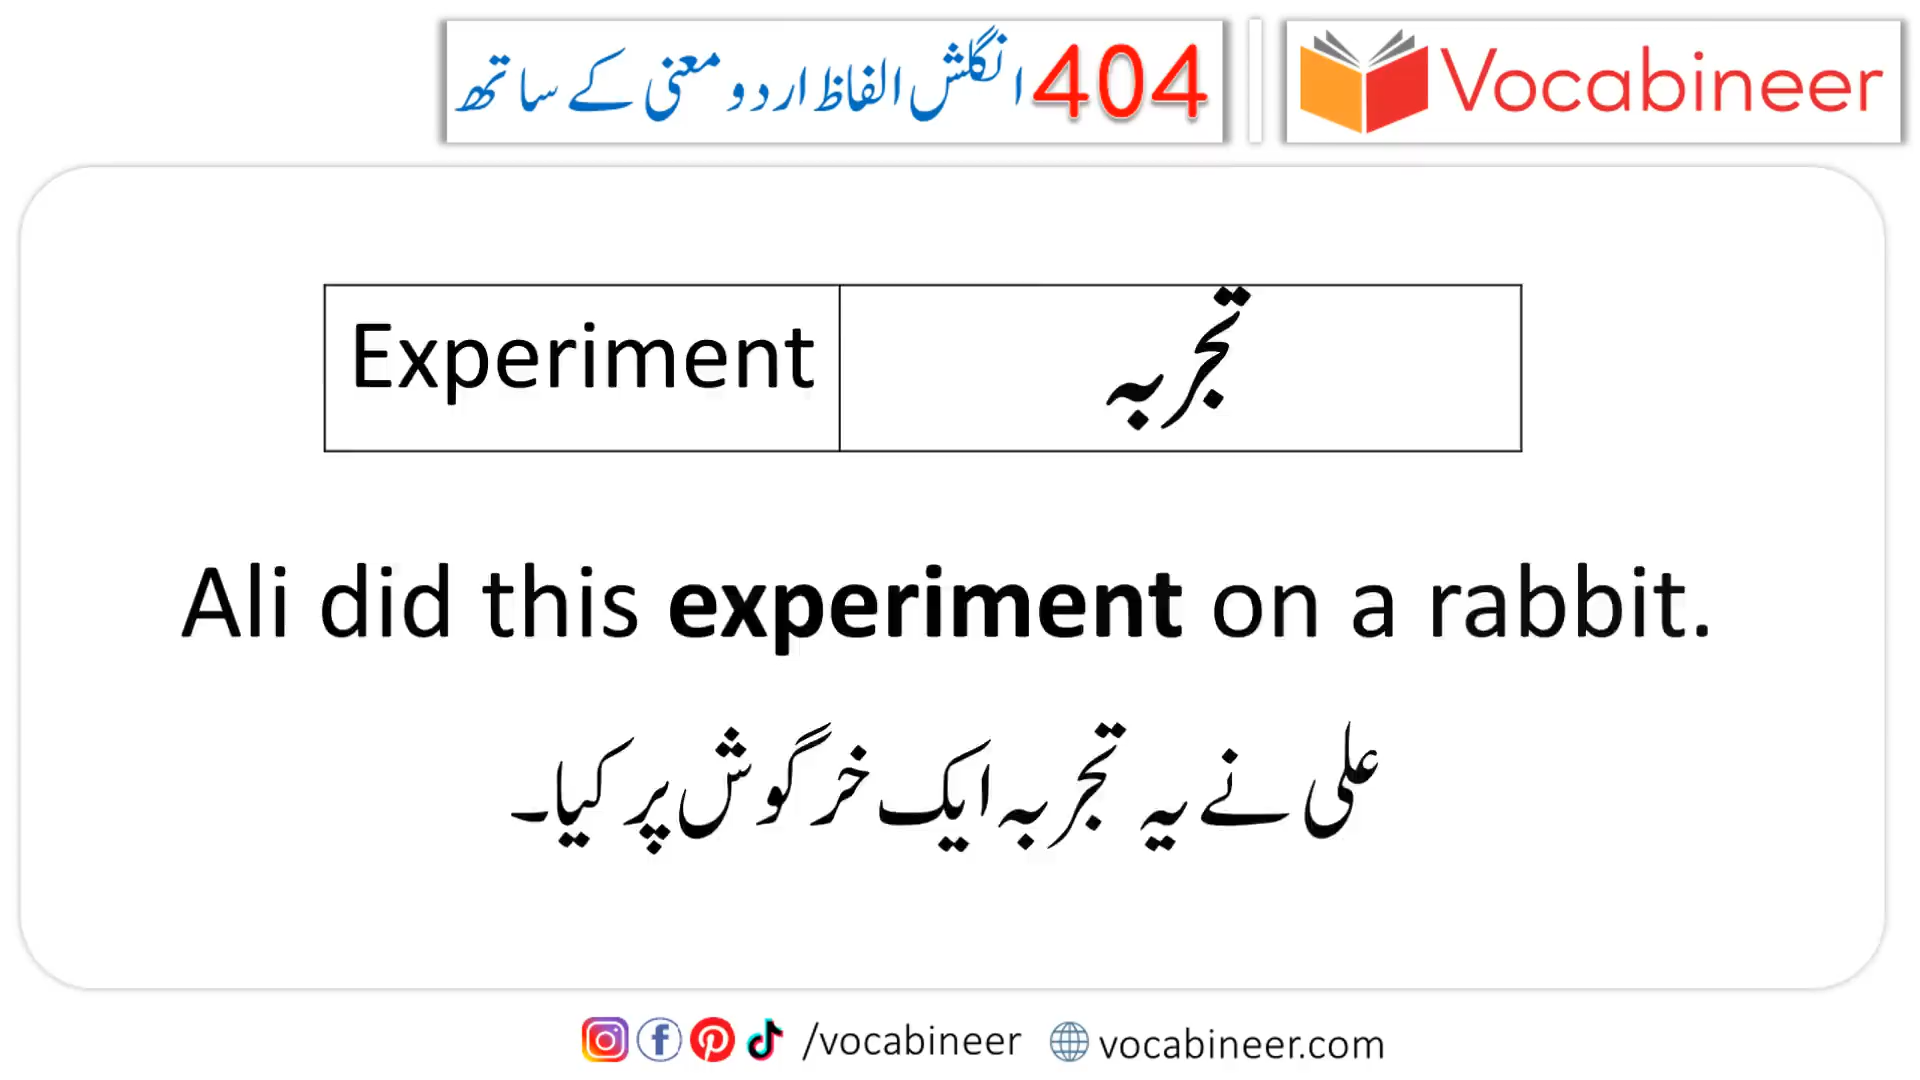 404 انگلش الفاظ اردو معنی کے ساتھ
Vocabineer
Experiment
تجربہ
Ali did this experiment on a rabbit.
علی نے یہ تجربہ ایک خرگوش پر کیا۔
/vocabineer
vocabineer.com